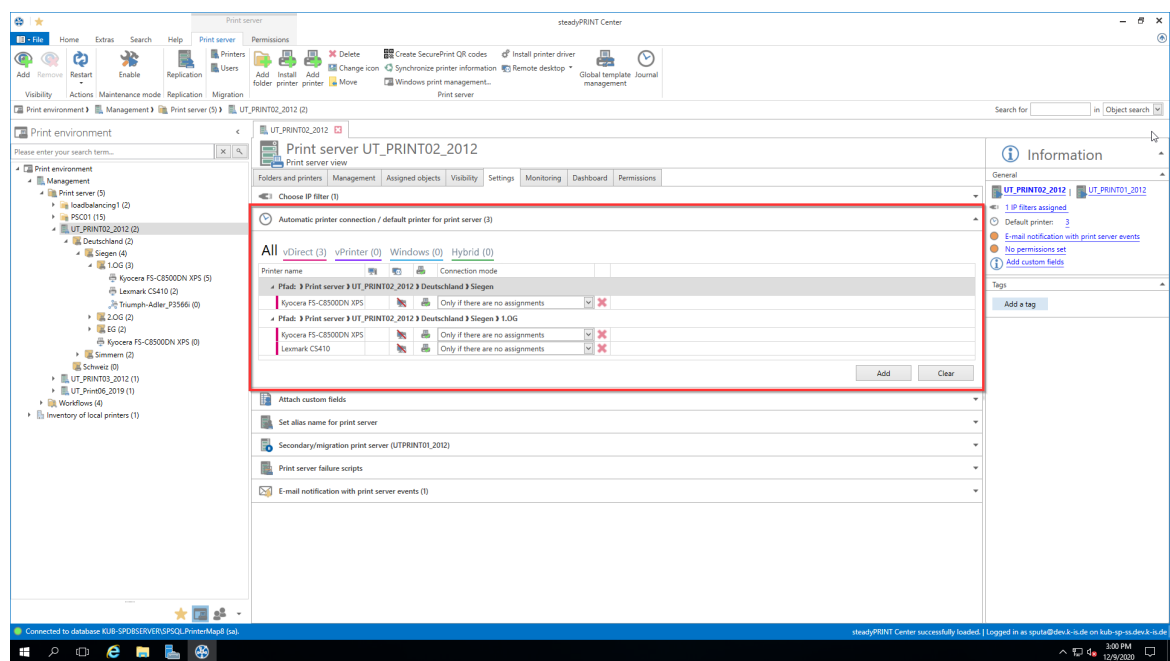 Print server
steadyPRINT Center
File Home Extras Search Help Print server Permissions
Add Remove Restart Enable Replication Printers Users
Add folder Install printer Add printer Delete Change icon Move
Create SecurePrint QR codes Install printer driver
Synchronize printer information Remote desktop
Windows print management...
Global template management Journal
Visibility Actions Maintenance mode Replication Migration Print server
Print environment Management Print server (5) UT_PRINT02_2012 (2)
Search for in Object search
Print environment
Please enter your search term...
Print environment
Management
Print server (5)
loadbalancing1 (2)
PSC01 (15)
UT_PRINT02_2012 (2)
Deutschland (2)
Siegen (4)
1.OG (3)
Kyocera FS-C8500DN XPS (5)
Lexmark CS410 (2)
Triumph-Adler_P3566i (0)
2.OG (2)
EG (2)
Kyocera FS-C8500DN XPS (0)
Simmern (2)
Schweiz (0)
UT_PRINT03_2012 (1)
UT_Print06_2019 (1)
Workflows (4)
Inventory of local printers (1)
UT_PRINT02_2012
Print server UT_PRINT02_2012
Print server view
Folders and printers Management Assigned objects Visibility Settings Monitoring Dashboard Permissions
Choose IP filter (1)
Automatic printer connection / default printer for print server (3)
All vDirect (3) vPrinter (0) Windows (0) Hybrid (0)
Printer name Connection mode
Pfad: Print server UT_PRINT02_2012 Deutschland Siegen
Kyocera FS-C8500DN XPS Only if there are no assignments
Pfad: Print server UT_PRINT02_2012 Deutschland Siegen 1.OG
Kyocera FS-C8500DN XPS Only if there are no assignments
Lexmark CS410 Only if there are no assignments
Add Clear
Attach custom fields
Set alias name for print server
Secondary/migration print server (UTPRINT01_2012)
Print server failure scripts
E-mail notification with print server events (1)
Information
General
UT_PRINT02_2012 | UT_PRINT01_2012
1 IP filters assigned
Default printer: 3
E-mail notification with print server events
No permissions set
Add custom fields
Tags
Add a tag
Connected to database KUB-SPDBSERVER\SPSQL.PrinterMap8 (sa).
steadyPRINT Center successfully loaded. | Logged in as sputa@dev.k-is.de on kub-sp-ss.dev.k-is.de
3:00 PM
12/9/2020